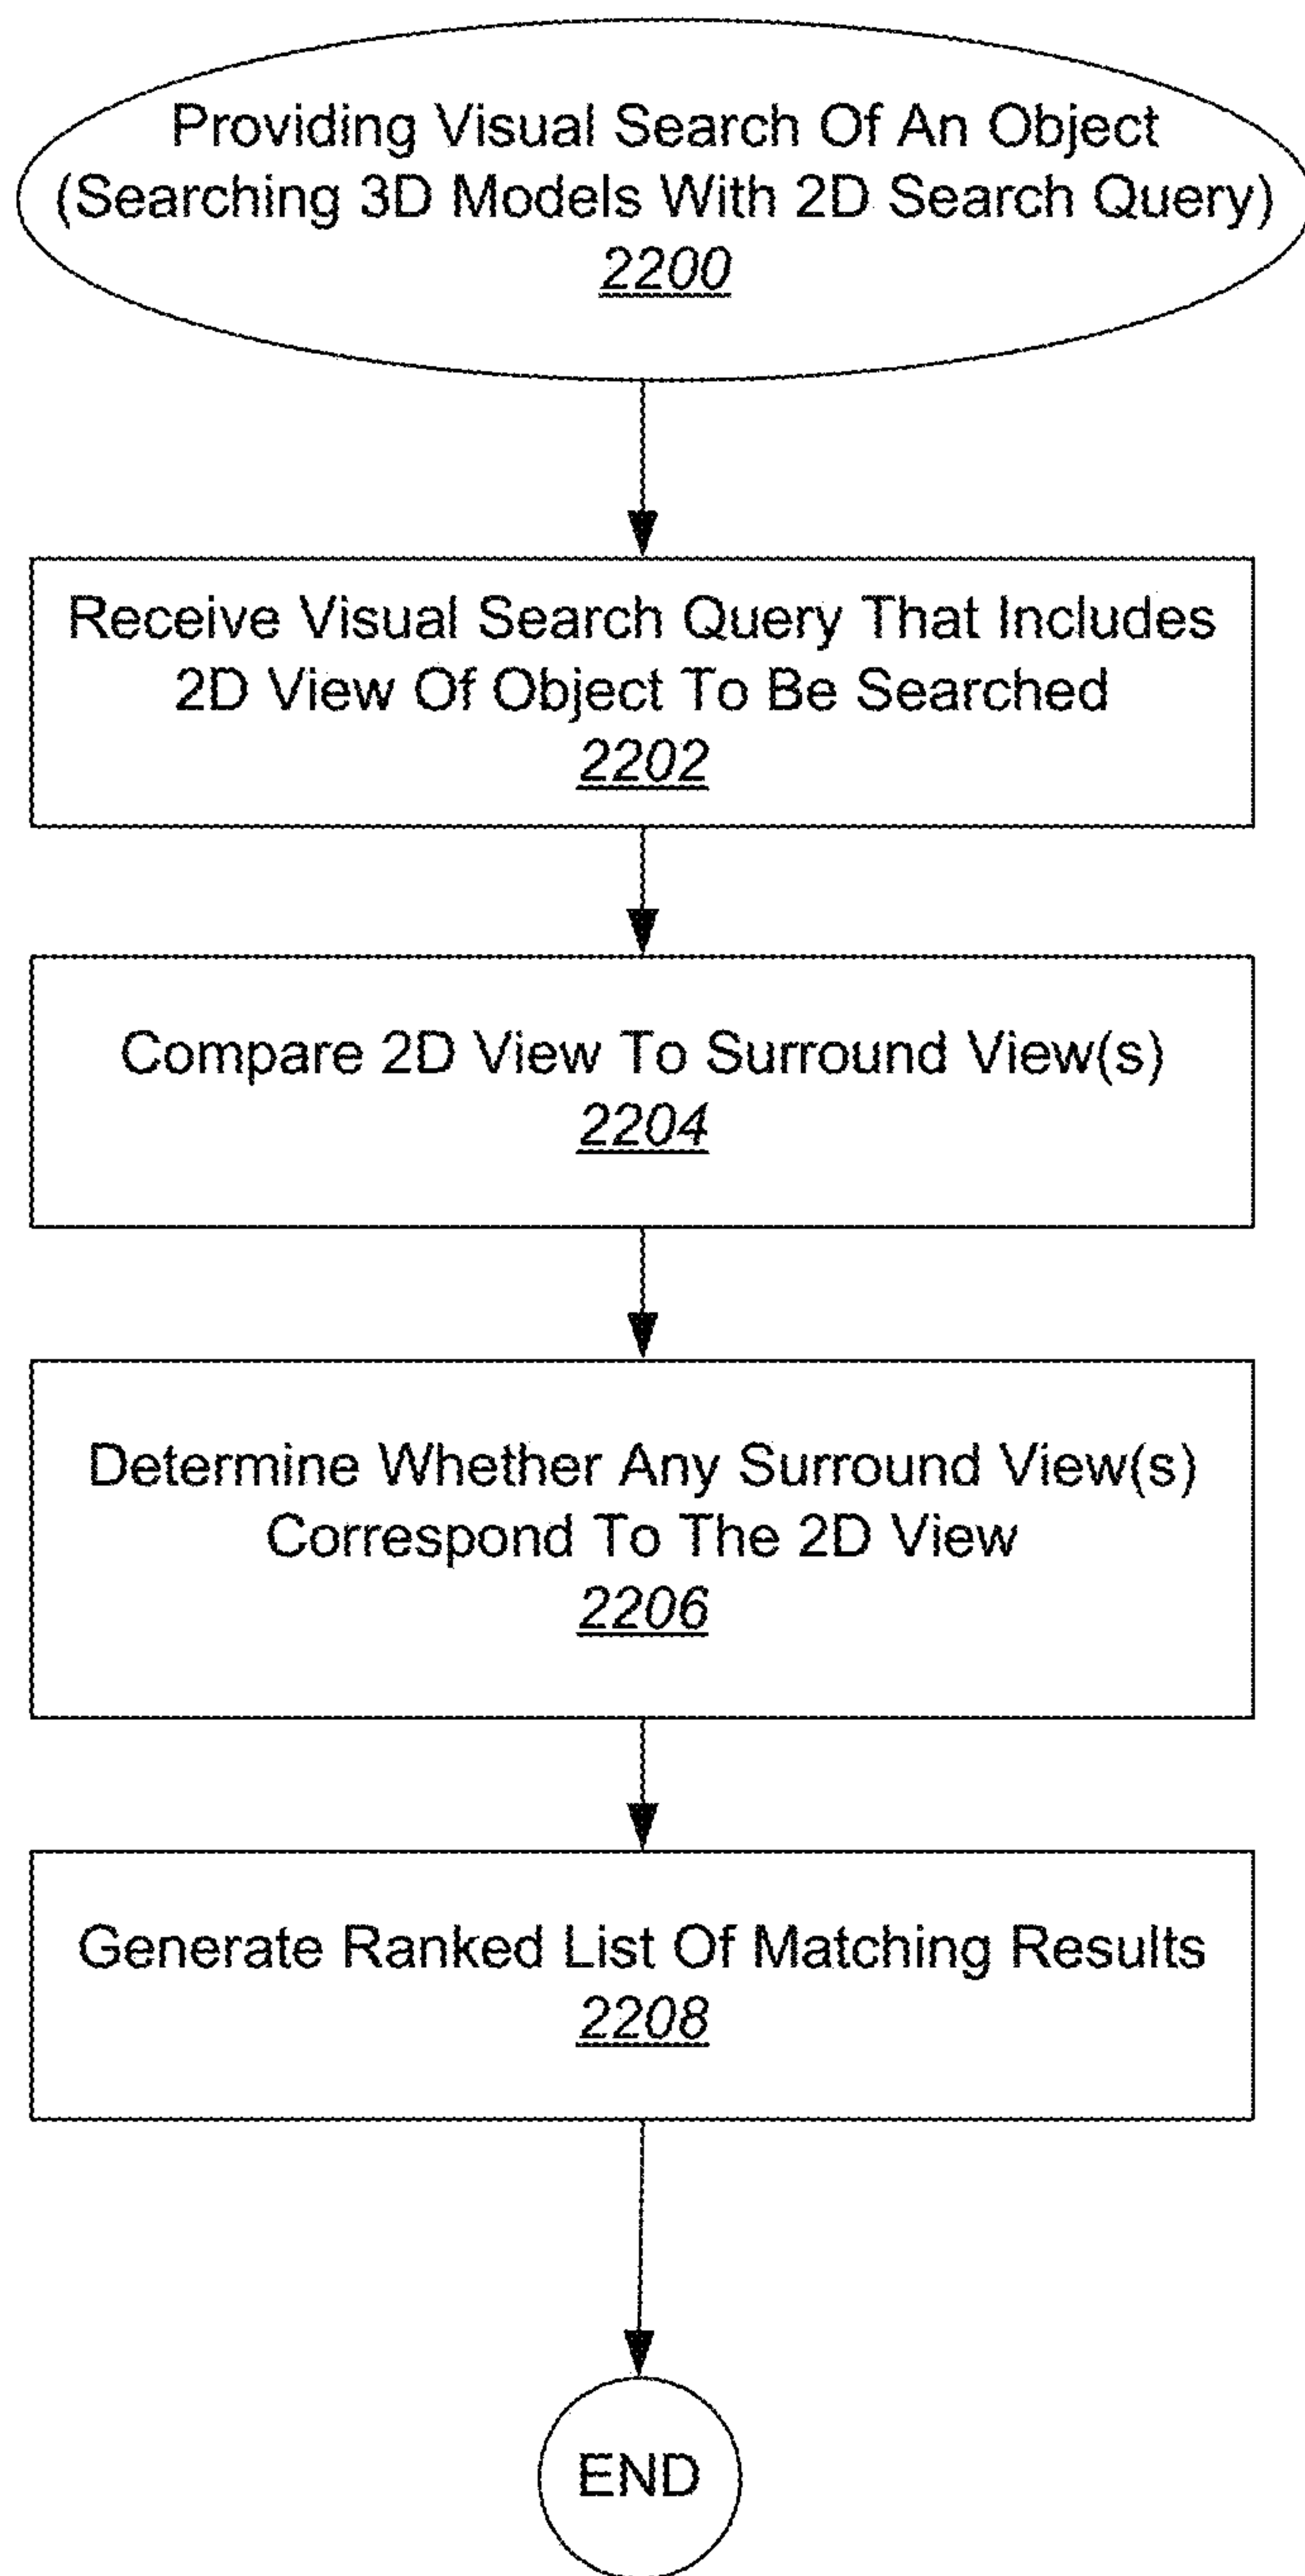 Providing Visual Search Of An Object
(Searching 3D Models With 2D Search Query)
2200
Receive Visual Search Query That Includes
2D View Of Object To Be Searched
2202
Compare 2D View To Surround View(s)
2204
Determine Whether Any Surround View(s)
Correspond To The 2D View
2206
Generate Ranked List Of Matching Results
2208
END